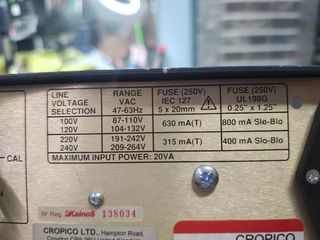 LINE VOLTAGE SELECTION | RANGE VAC 47-63Hz | FUSE (250V) IEC 127 5 x 20mm | FUSE (250V) UL198G 0.25" x 1.25"
100V 87-110V 630 mA(T) 800 mA Slo-Blo
120V 104-132V
220V 191-242V 315 mA(T) 400 mA Slo-Blo
240V 209-264V
MAXIMUM INPUT POWER: 20VA
CAL
Nº Reg. Kainos 138034
CROPICO LTD., Hampton Road,
CROPICO